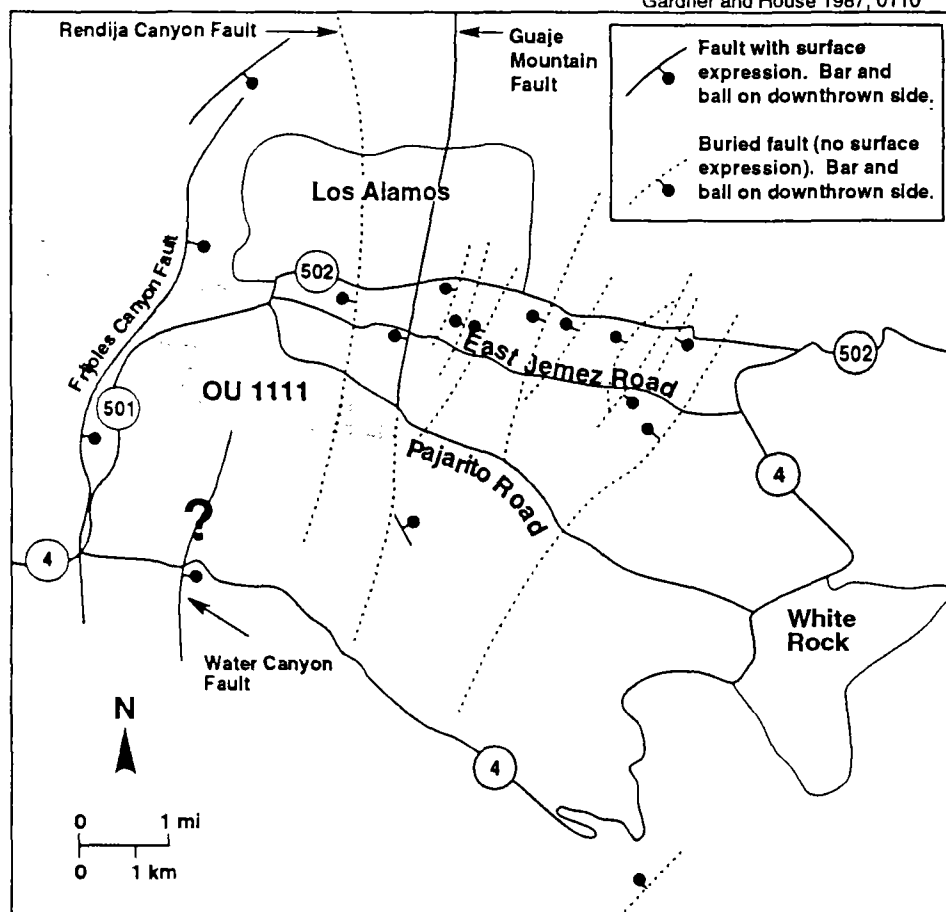 Gardner and House 1987, 0110
Rendija Canyon Fault
Guaje
Mountain
Fault
Fault with surface
expression. Bar and
ball on downthrown side.
Buried fault (no surface
expression). Bar and
ball on downthrown side.
Los Alamos
502
Frijoles Canyon Fault
East Jemez Road
502
OU 1111
501
Pajarito Road
4
?
4
White
Rock
Water Canyon
Fault
N
4
0 1 mi
0 1 km